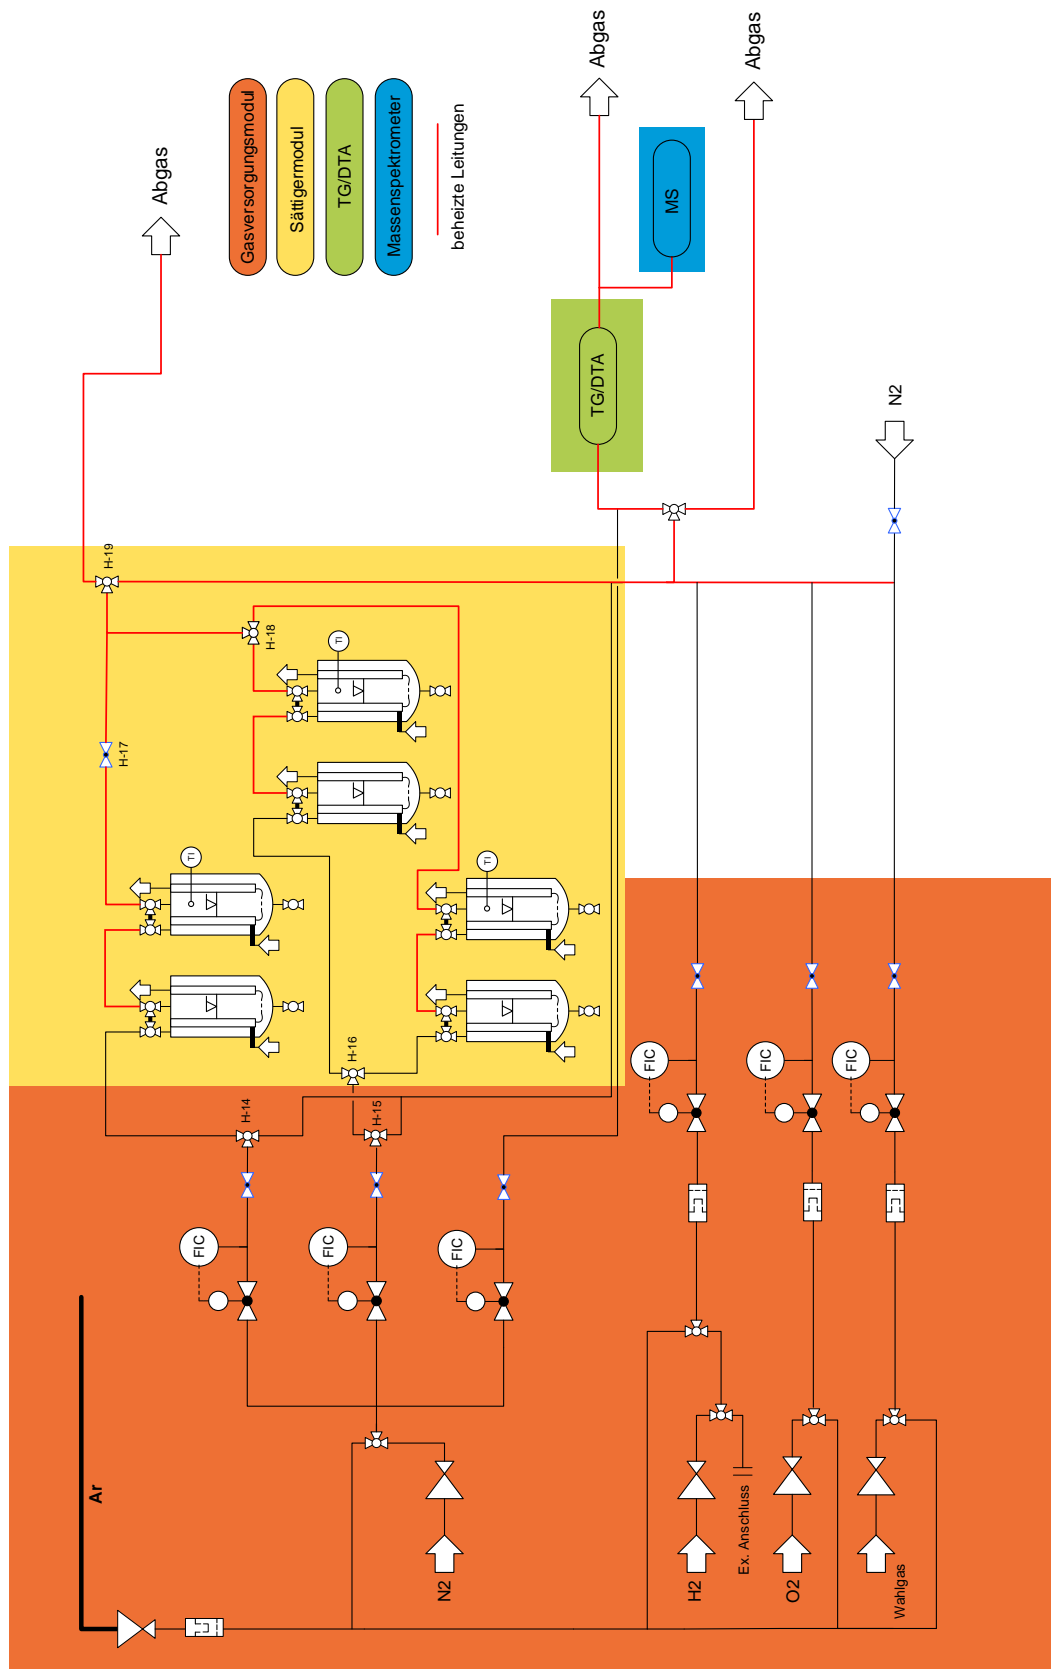 Abgas
Abgas
Abgas
Gasversorgungsmodul
Sättigermodul
TG/DTA
Massenspektrometer
beheizte Leitungen
MS
TG/DTA
N2
H-19
H-18
TI
H-17
TI
TI
H-16
H-14
H-15
FIC
FIC
FIC
FIC
FIC
FIC
Ar
N2
H2
Ex. Anschluss
O2
Wahlgas